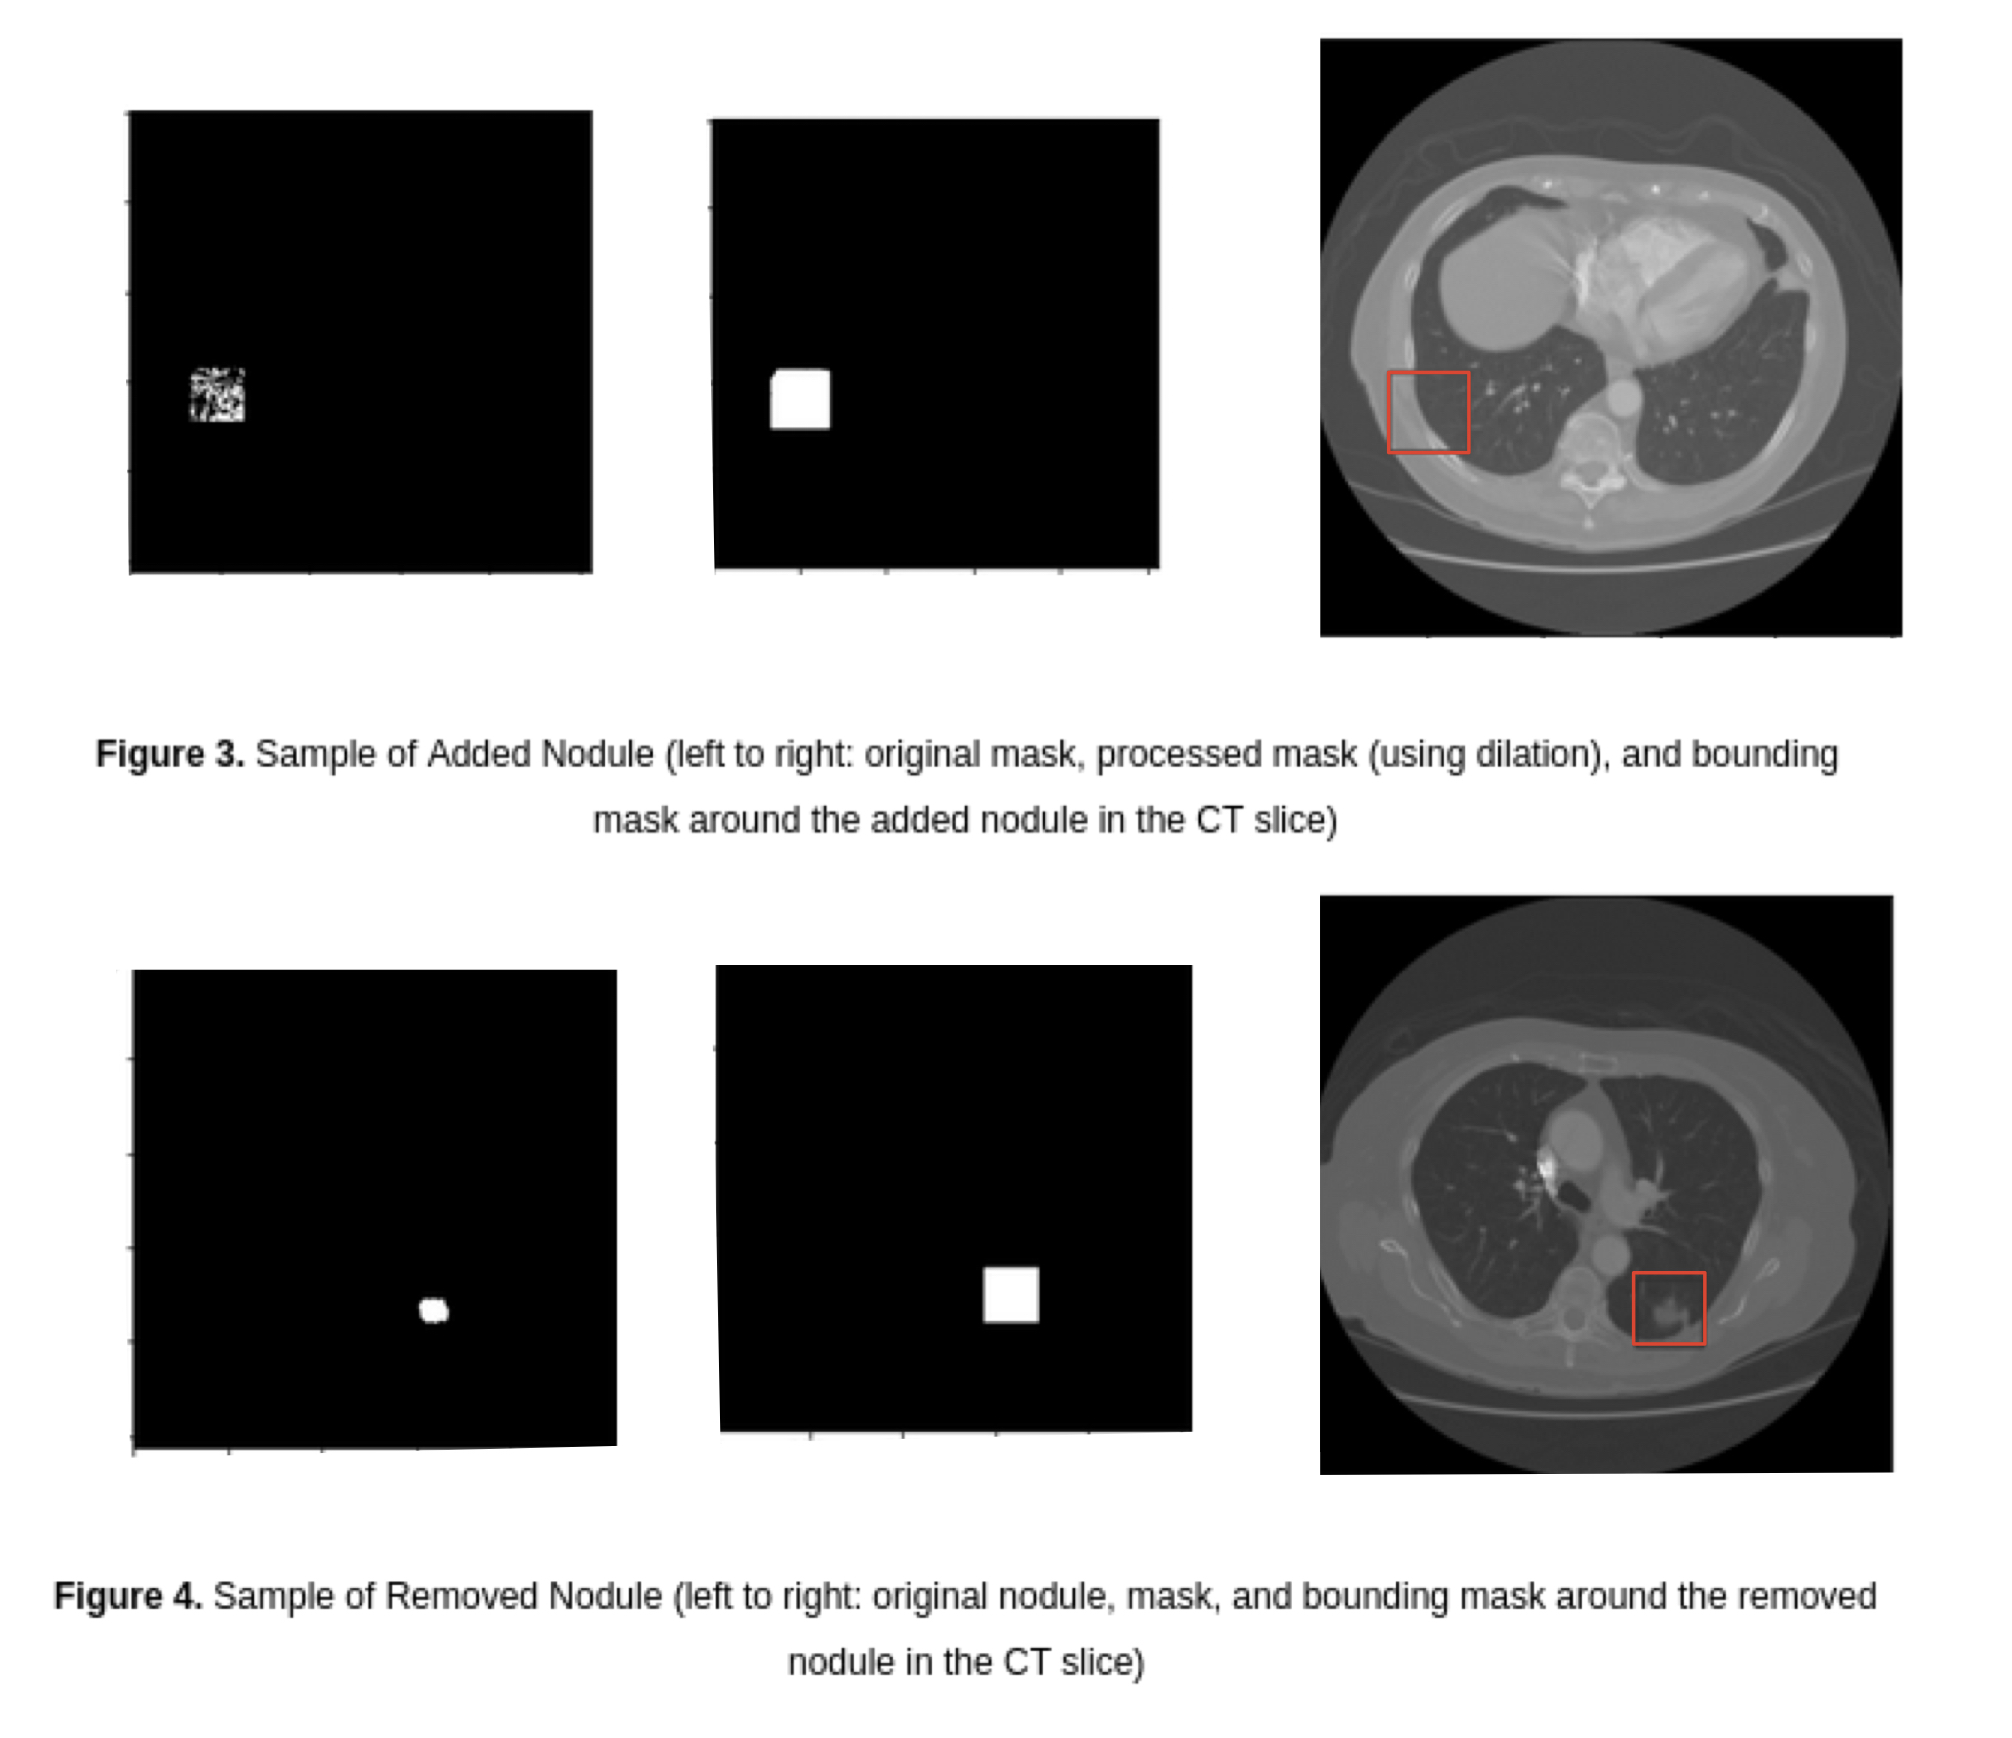 Figure 3. Sample of Added Nodule (left to right: original mask, processed mask (using dilation), and bounding
mask around the added nodule in the CT slice)
Figure 4. Sample of Removed Nodule (left to right: original nodule, mask, and bounding mask around the removed
nodule in the CT slice)